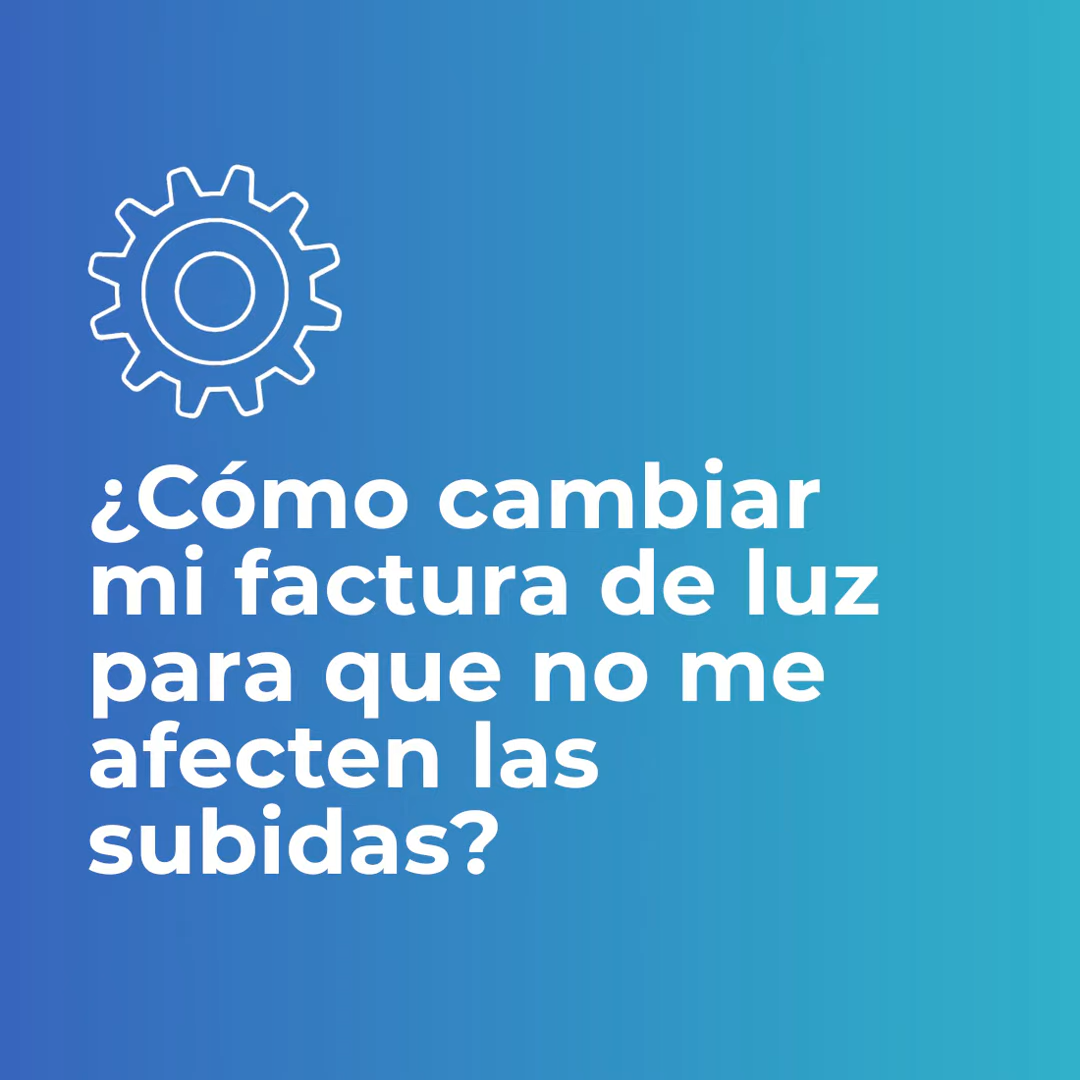 ¿Cómo cambiar
mi factura de luz
para que no me
afecten las
subidas?